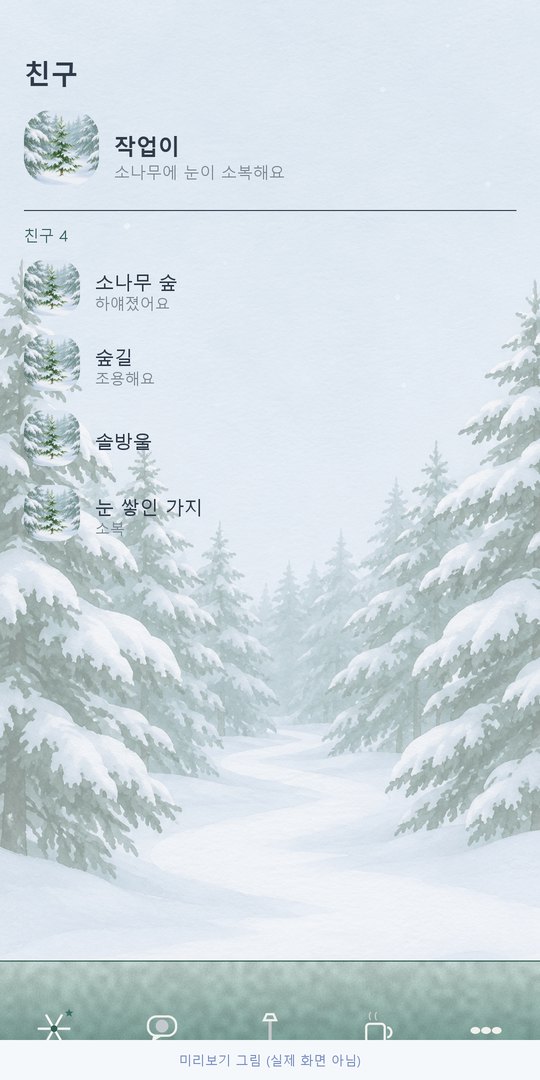 친구
작업이
소나무에 눈이 소복해요
친구 4
소나무 숲
하얘졌어요
숲길
조용해요
솔방울
눈 쌓인 가지
소복
미리보기 그림 (실제 화면 아님)